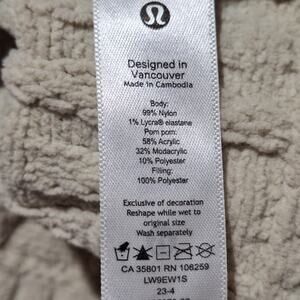 Designed in
Vancouver
Made in Cambodia
Body:
99% Nylon
1% Lycra® elastane
Pom pom:
58% Acrylic
32% Modacrylic
10% Polyester
Filling:
100% Polyester
Exclusive of decoration
Reshape while wet to
original size
Wash separately
CA 35801 RN 106259
LW9EW1S
23-4